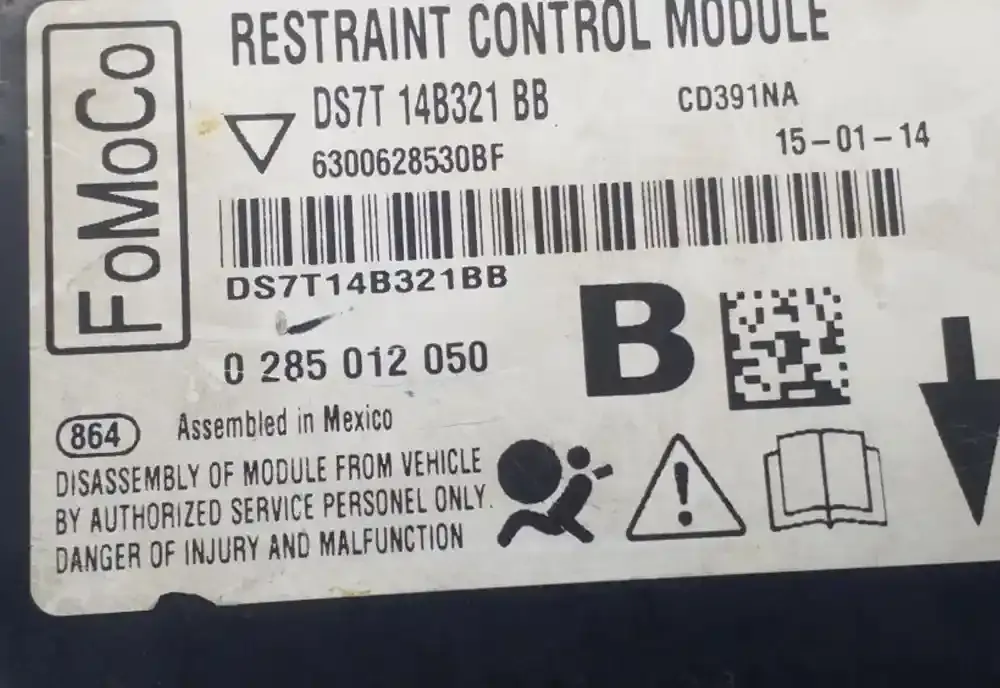 FoMoCo
RESTRAINT CONTROL MODULE
DS7T 14B321 BB
CD391NA
6300628530BF
15-01-14
DS7T14B321BB
0 285 012 050
B
864
Assembled in Mexico
DISASSEMBLY OF MODULE FROM VEHICLE
BY AUTHORIZED SERVICE PERSONEL ONLY.
DANGER OF INJURY AND MALFUNCTION